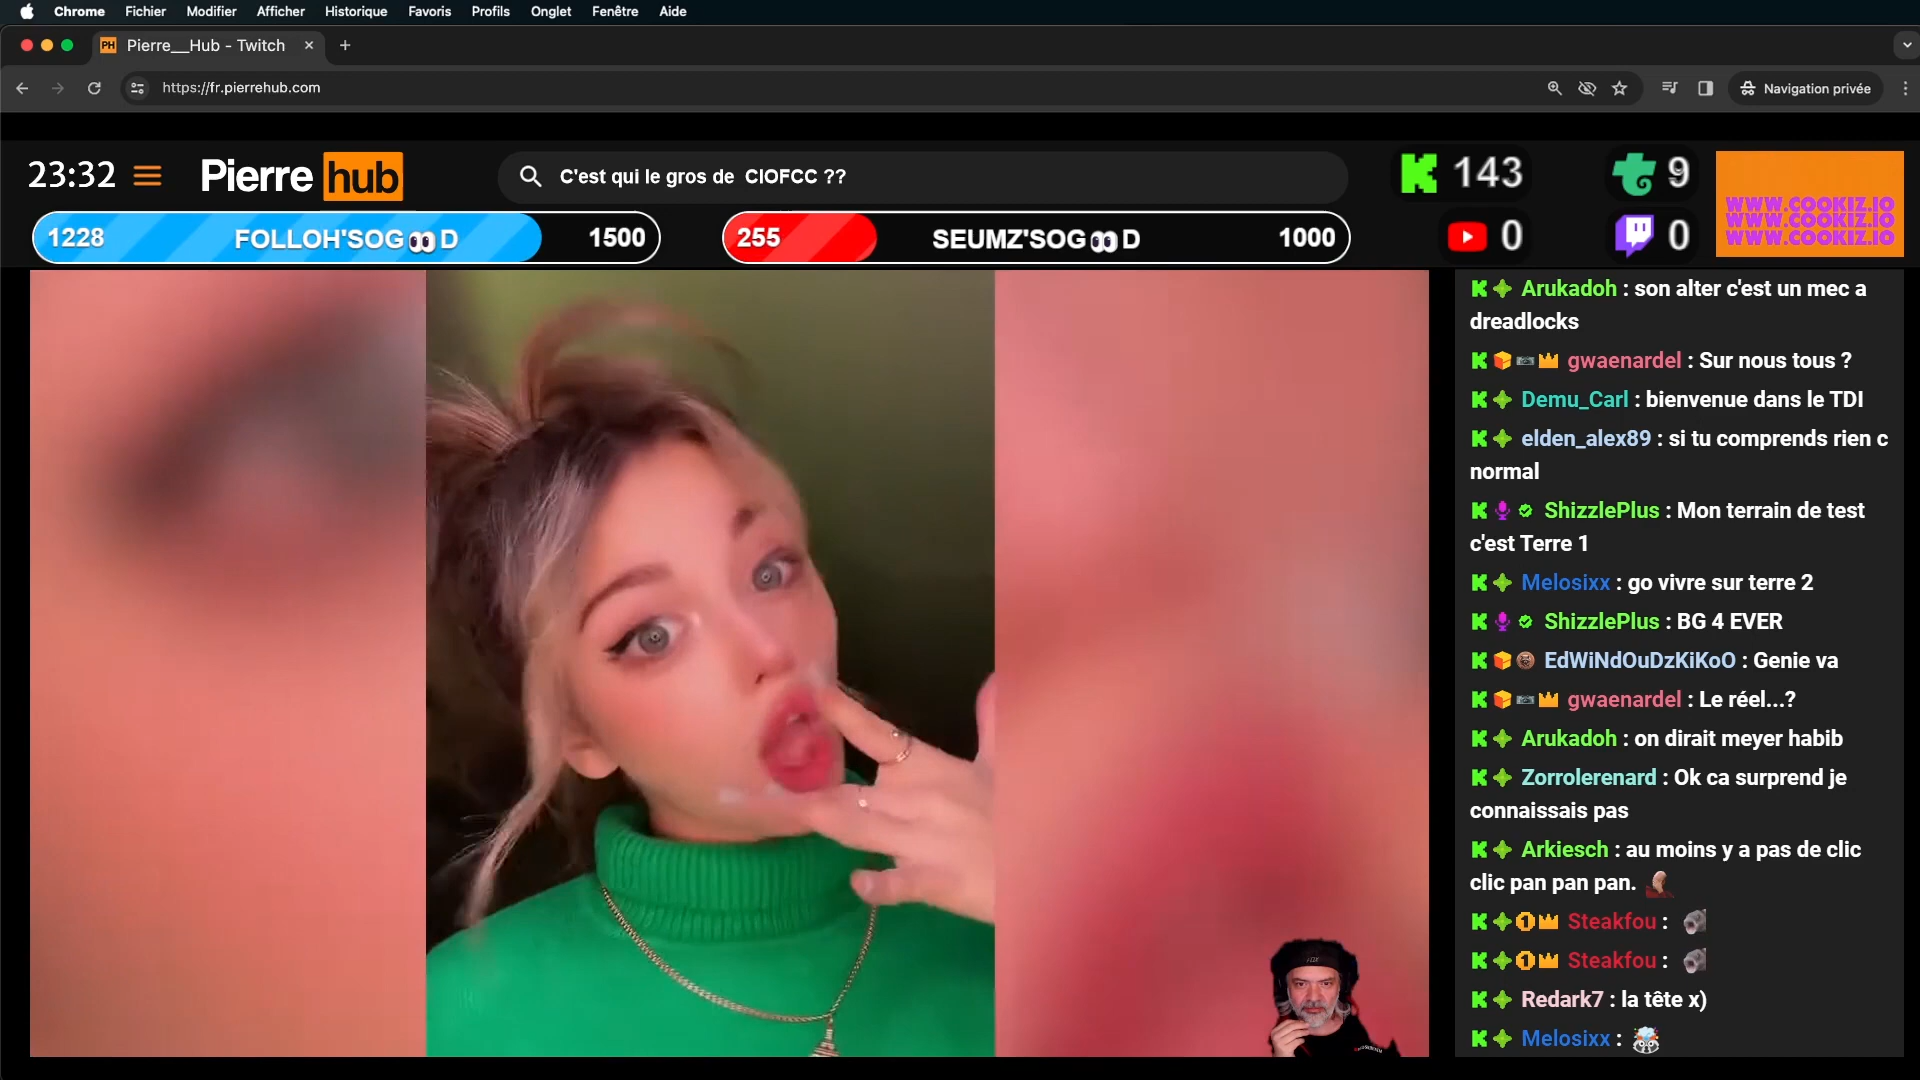 Chrome Fichier Modifier Afficher Historique Favoris Profils Onglet Fenêtre Aide
PH Pierre__Hub - Twitch
https://fr.pierrehub.com
Navigation privée
23:32
Pierre hub
C'est qui le gros de CIOFCC ??
143
9
1228 FOLLOH'SOG D 1500
255 SEUMZ'SOG D 1000
0
0
WWW.COOKIZ.IO
WWW.COOKIZ.IO
WWW.COOKIZ.IO
Arukadoh : son alter c'est un mec a
dreadlocks
gwaenardel : Sur nous tous ?
Demu_Carl : bienvenue dans le TDI
elden_alex89 : si tu comprends rien c
normal
ShizzlePlus : Mon terrain de test
c'est Terre 1
Melosixx : go vivre sur terre 2
ShizzlePlus : BG 4 EVER
EdWiNdOuDzKiKoO : Genie va
gwaenardel : Le réel...?
Arukadoh : on dirait meyer habib
Zorrolerenard : Ok ca surprend je
connaissais pas
Arkiesch : au moins y a pas de clic
clic pan pan pan.
1 Steakfou :
1 Steakfou :
Redark7 : la tête x)
Melosixx :